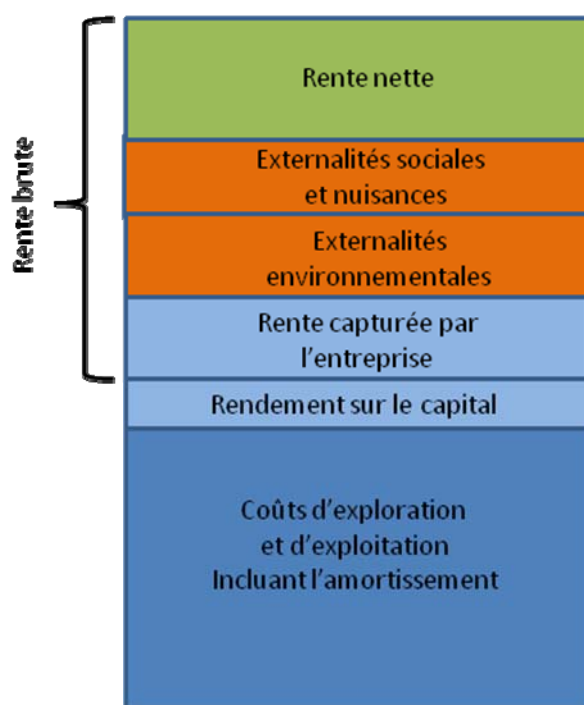 Rente brute
Rente nette
Externalités sociales
et nuisances
Externalités
environnementales
Rente capturée par
l'entreprise
Rendement sur le capital
Coûts d'exploration
et d'exploitation
Incluant l'amortissement